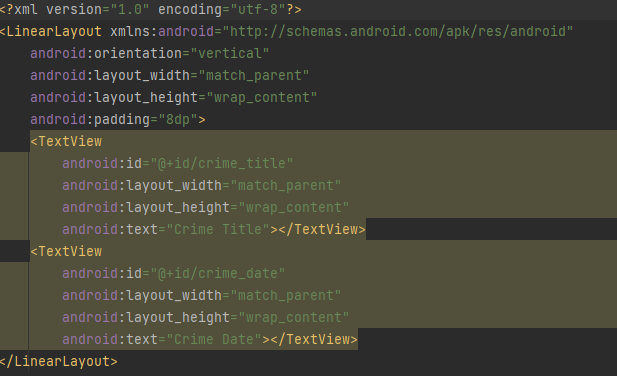 <?xml version="1.0" encoding="utf-8"?>
<LinearLayout xmlns:android="http://schemas.android.com/apk/res/android"
    android:orientation="vertical"
    android:layout_width="match_parent"
    android:layout_height="wrap_content"
    android:padding="8dp">
    <TextView
        android:id="@+id/crime_title"
        android:layout_width="match_parent"
        android:layout_height="wrap_content"
        android:text="Crime Title"></TextView>
    <TextView
        android:id="@+id/crime_date"
        android:layout_width="match_parent"
        android:layout_height="wrap_content"
        android:text="Crime Date"></TextView>
</LinearLayout>